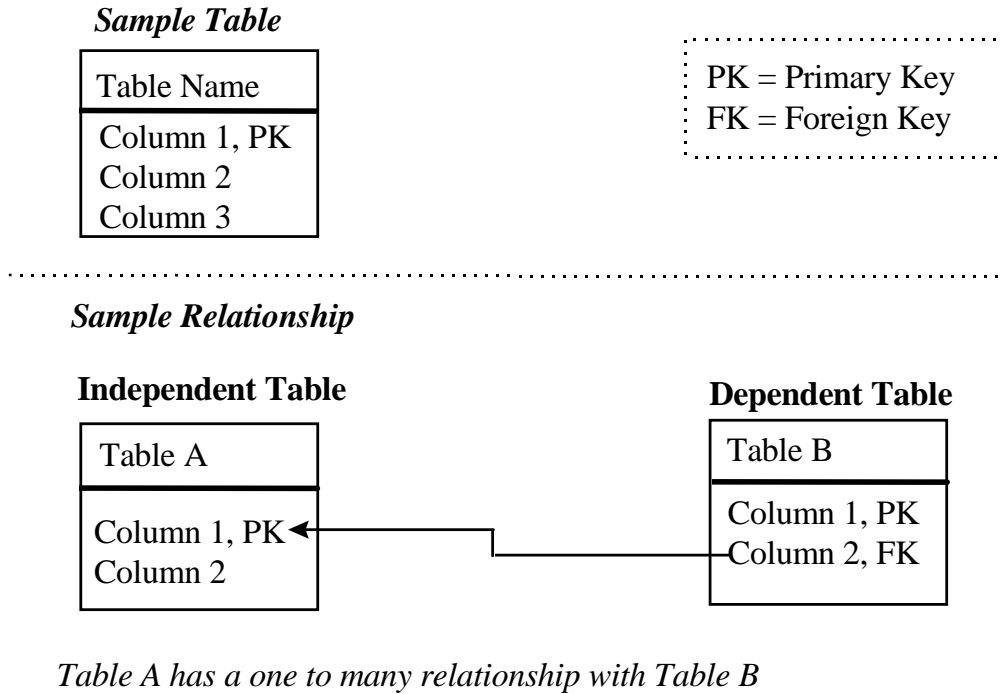 Sample Table
Table Name
Column 1, PK
Column 2
Column 3
PK = Primary Key
FK = Foreign Key
Sample Relationship
Independent Table
Table A
Column 1, PK
Column 2
Dependent Table
Table B
Column 1, PK
Column 2, FK
Table A has a one to many relationship with Table B